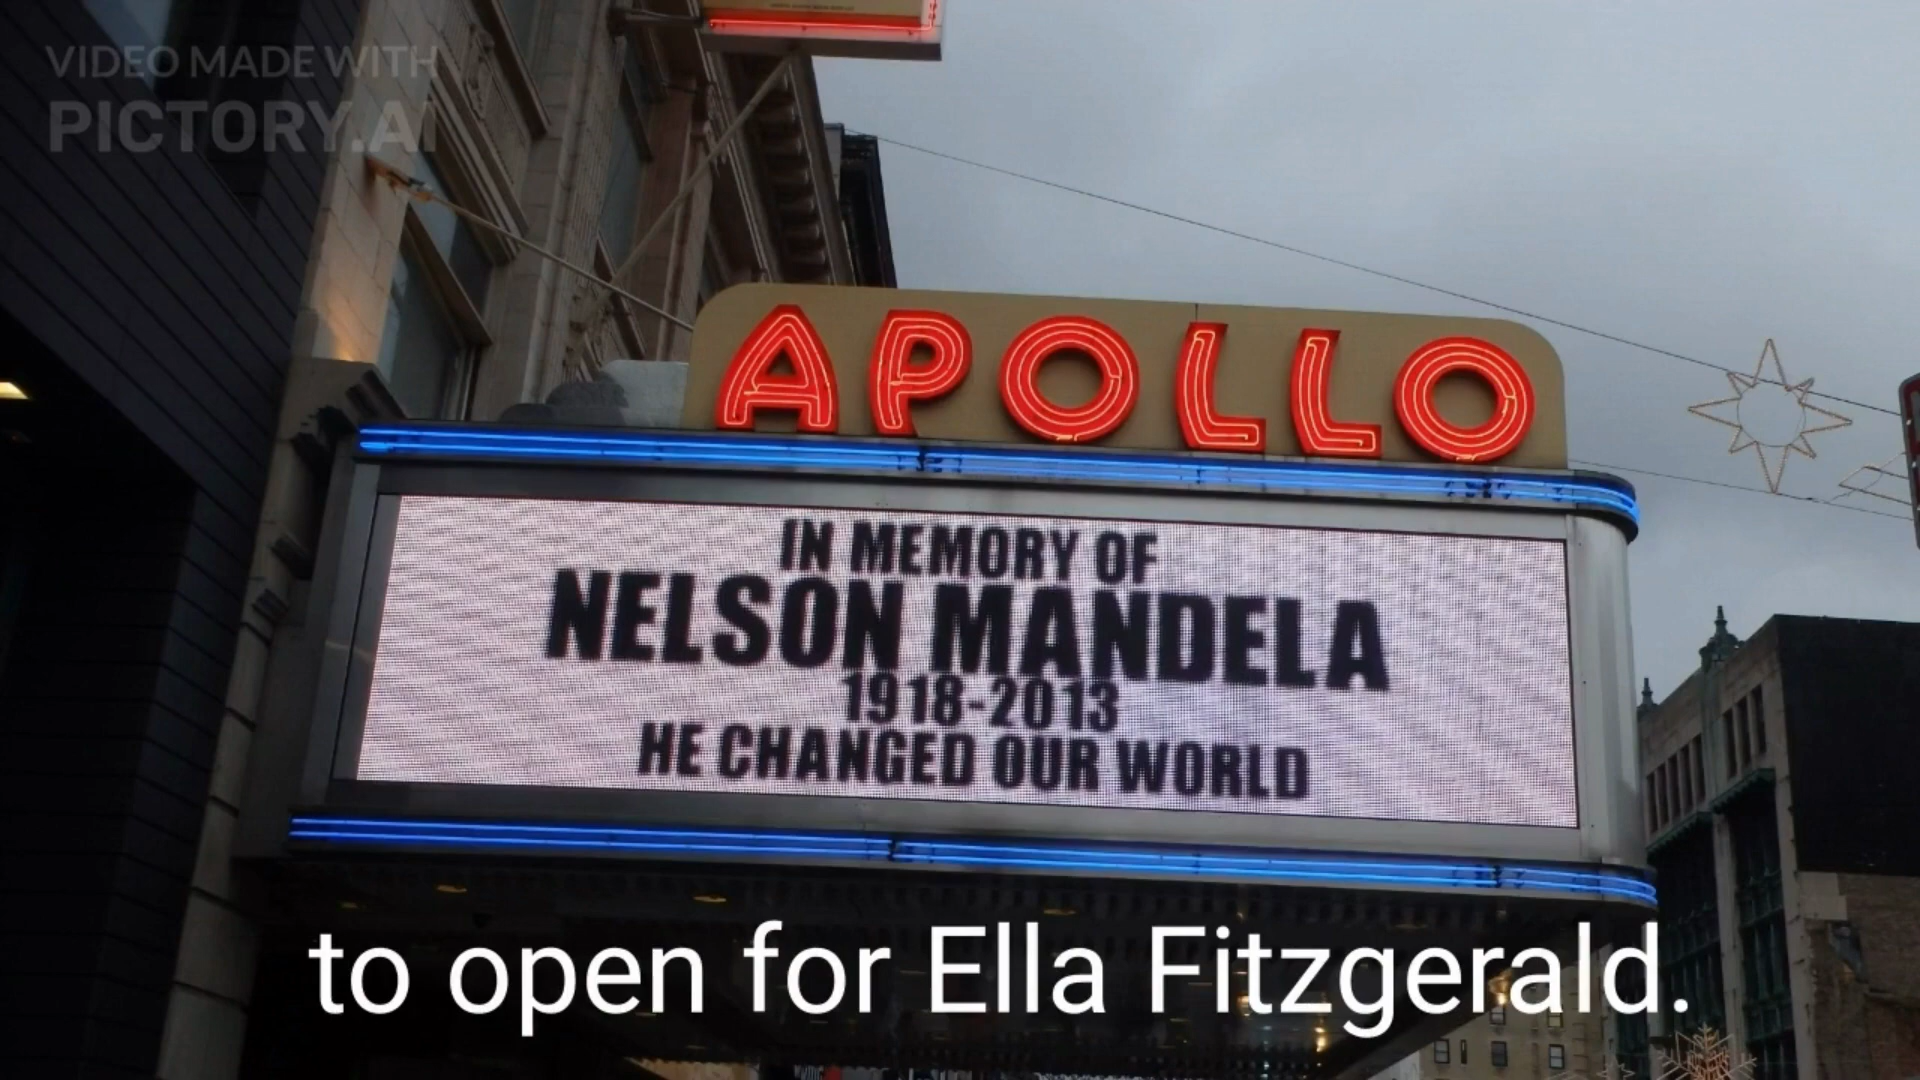 VIDEO MADE WITH
PICTORY.AI
APOLLO
IN MEMORY OF
NELSON MANDELA
1918-2013
HE CHANGED OUR WORLD
to open for Ella Fitzgerald.